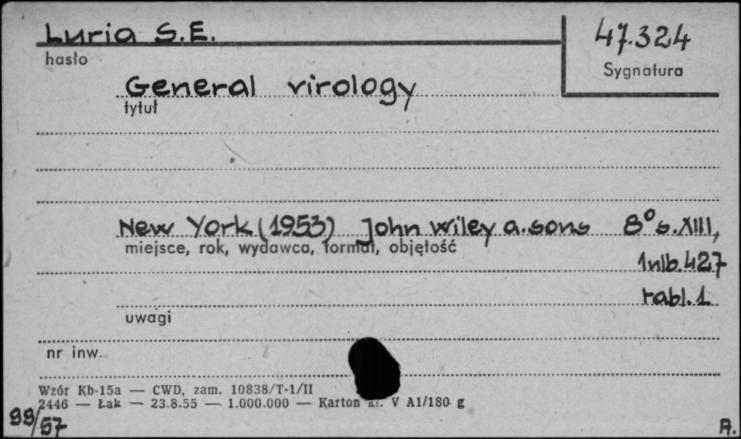 Luria S.E.
47.324
hasło
Sygnatura
General virology
tytuł
New York (1953) John Wiley a. sons 8° s. XIII,
miejsce, rok, wydawca, format, objętość
1nlb. 427
tabl. 1
uwagi
nr inw.
Wzór Kb-15a — CWD, zam. 10838/T-1/II
2446 — Łak — 23.8.55 — 1.000.000 — Karton kl. V A1/180 g
99/57
A.